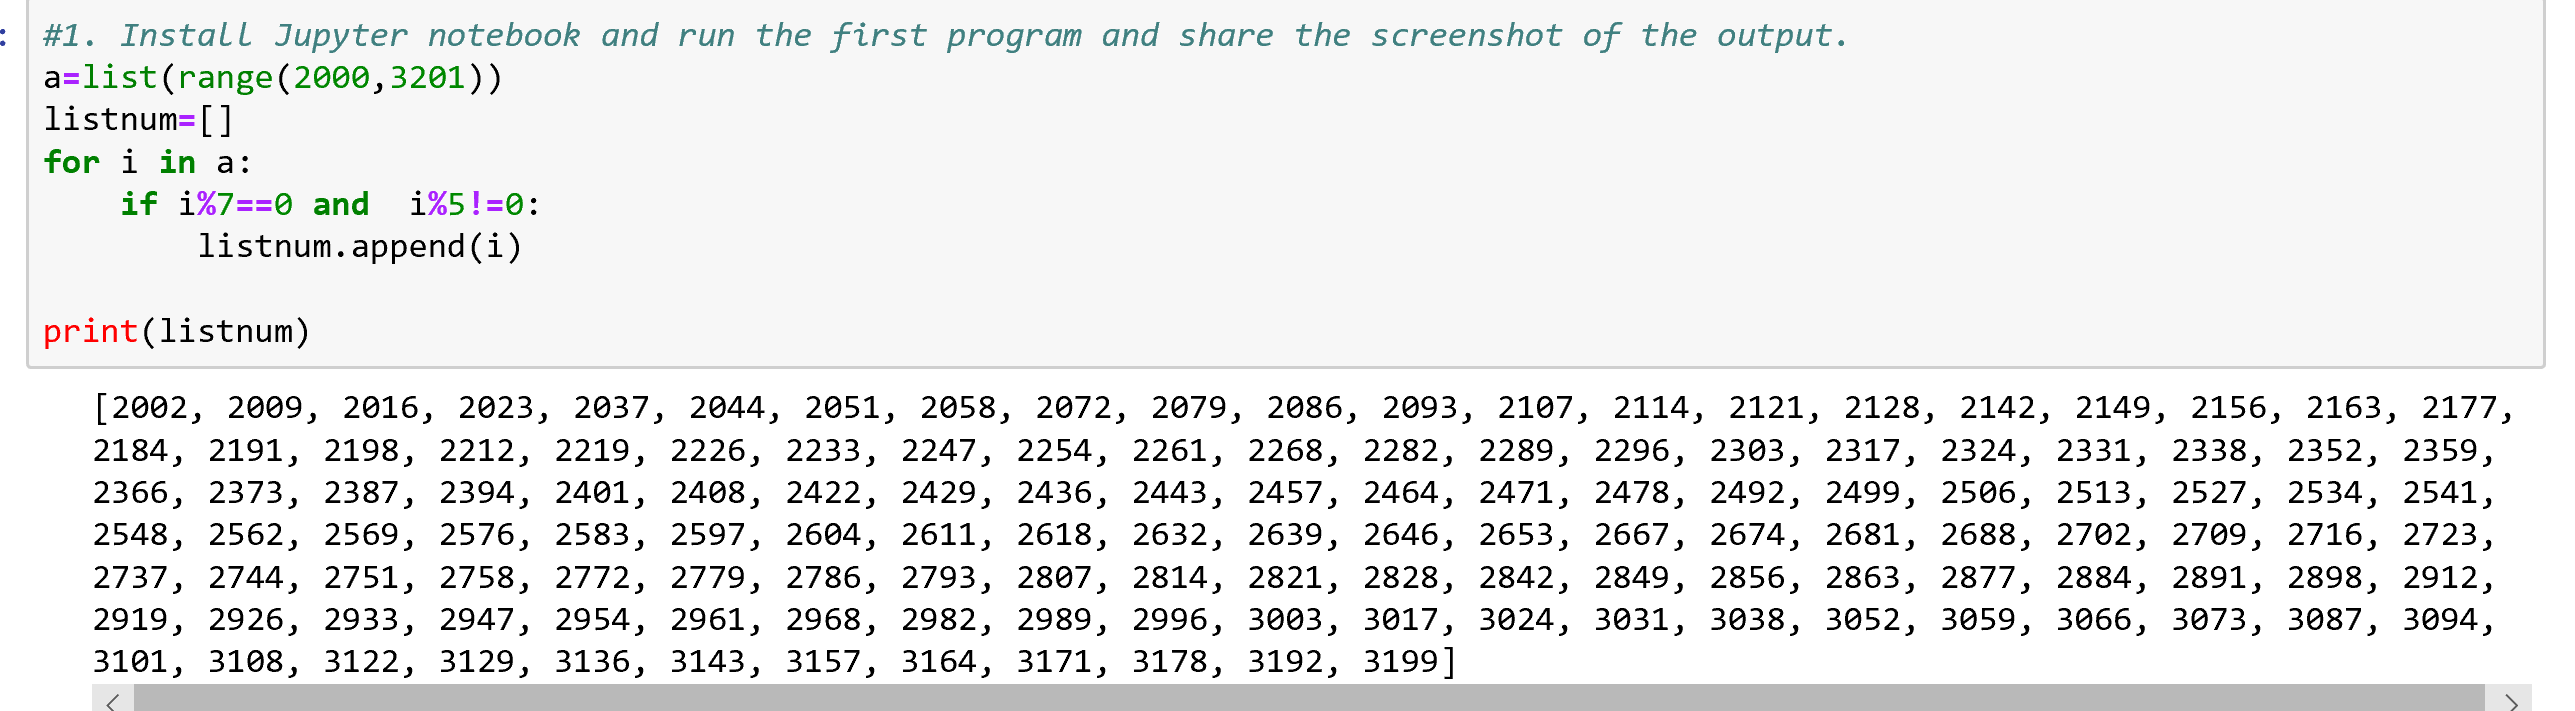 :
#1. Install Jupyter notebook and run the first program and share the screenshot of the output.
a=list(range(2000,3201))
listnum=[]
for i in a:
    if i%7==0 and  i%5!=0:
        listnum.append(i)
print(listnum)
[2002, 2009, 2016, 2023, 2037, 2044, 2051, 2058, 2072, 2079, 2086, 2093, 2107, 2114, 2121, 2128, 2142, 2149, 2156, 2163, 2177,
2184, 2191, 2198, 2212, 2219, 2226, 2233, 2247, 2254, 2261, 2268, 2282, 2289, 2296, 2303, 2317, 2324, 2331, 2338, 2352, 2359,
2366, 2373, 2387, 2394, 2401, 2408, 2422, 2429, 2436, 2443, 2457, 2464, 2471, 2478, 2492, 2499, 2506, 2513, 2527, 2534, 2541,
2548, 2562, 2569, 2576, 2583, 2597, 2604, 2611, 2618, 2632, 2639, 2646, 2653, 2667, 2674, 2681, 2688, 2702, 2709, 2716, 2723,
2737, 2744, 2751, 2758, 2772, 2779, 2786, 2793, 2807, 2814, 2821, 2828, 2842, 2849, 2856, 2863, 2877, 2884, 2891, 2898, 2912,
2919, 2926, 2933, 2947, 2954, 2961, 2968, 2982, 2989, 2996, 3003, 3017, 3024, 3031, 3038, 3052, 3059, 3066, 3073, 3087, 3094,
3101, 3108, 3122, 3129, 3136, 3143, 3157, 3164, 3171, 3178, 3192, 3199]